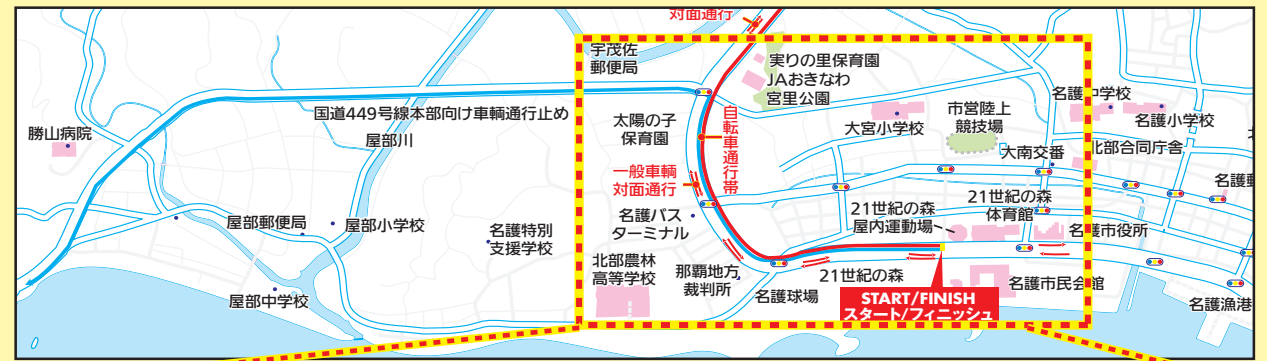 対面通行
宇茂佐
郵便局
実りの里保育園
JAおきなわ
宮里公園
国道449号線本部向け車輌通行止め
勝山病院
屋部川
太陽の子
保育園
自転車通行帯
大宮小学校
市営陸上
競技場
名護中学校
名護小学校
大南交番
北部合同庁舎
一般車輌
対面通行
名護バス
ターミナル
21世紀の森
屋内運動場
21世紀の森
体育館
名護市役所
屋部郵便局
屋部小学校
名護特別
支援学校
北部農林
高等学校
那覇地方
裁判所
21世紀の森
名護球場
名護市民会館
屋部中学校
START/FINISH
スタート/フィニッシュ
名護漁港